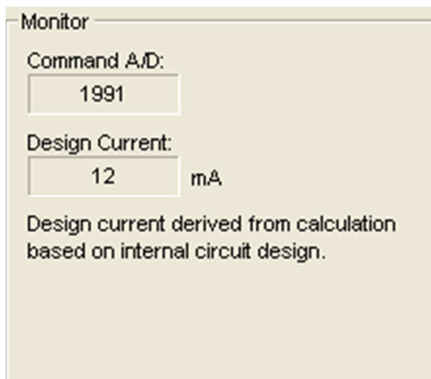 Monitor
Command A/D:
1991
Design Current:
12 mA
Design current derived from calculation
based on internal circuit design.